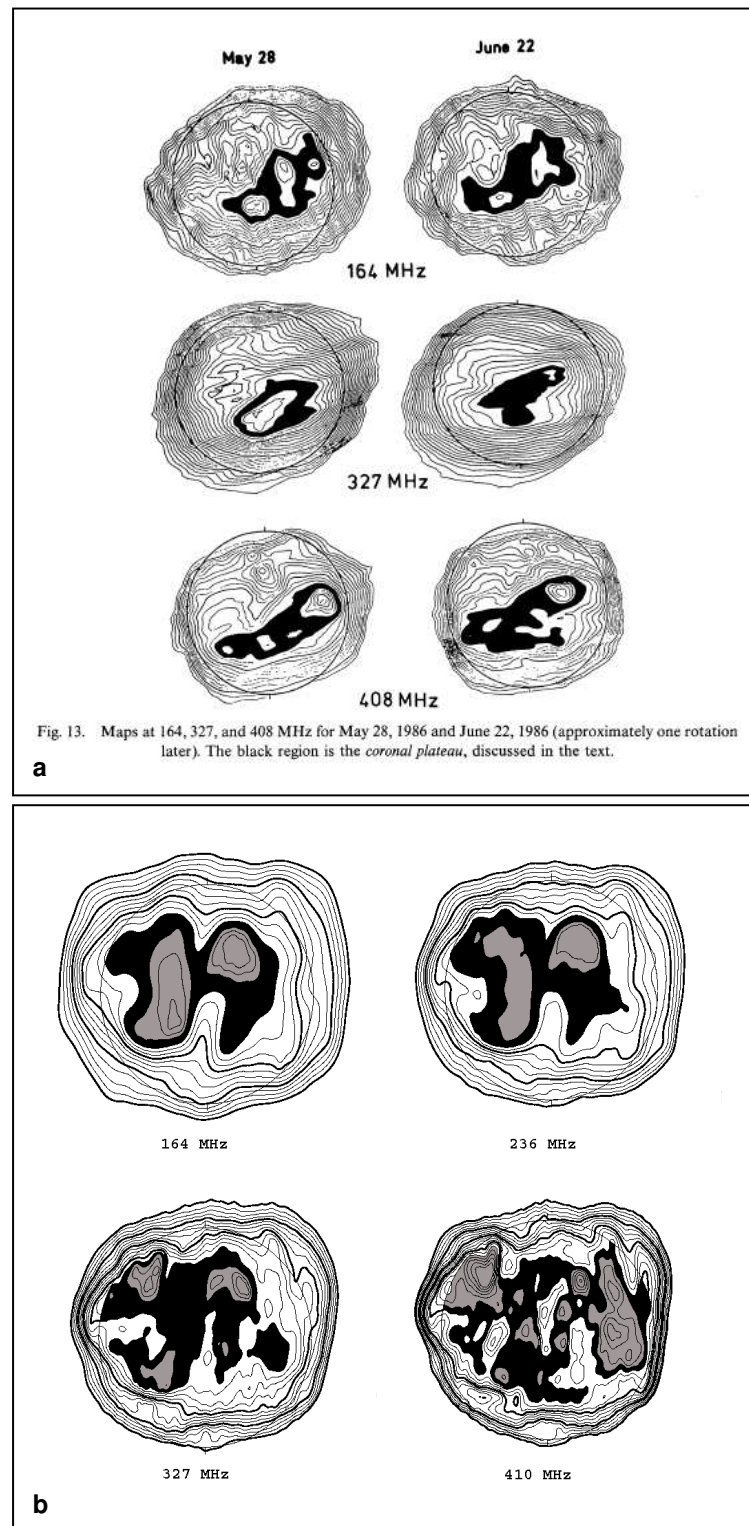 May 28 June 22
164 MHz
327 MHz
408 MHz
Fig. 13. Maps at 164, 327, and 408 MHz for May 28, 1986 and June 22, 1986 (approximately one rotation
later). The black region is the coronal plateau, discussed in the text.
a
164 MHz 236 MHz
327 MHz 410 MHz
b